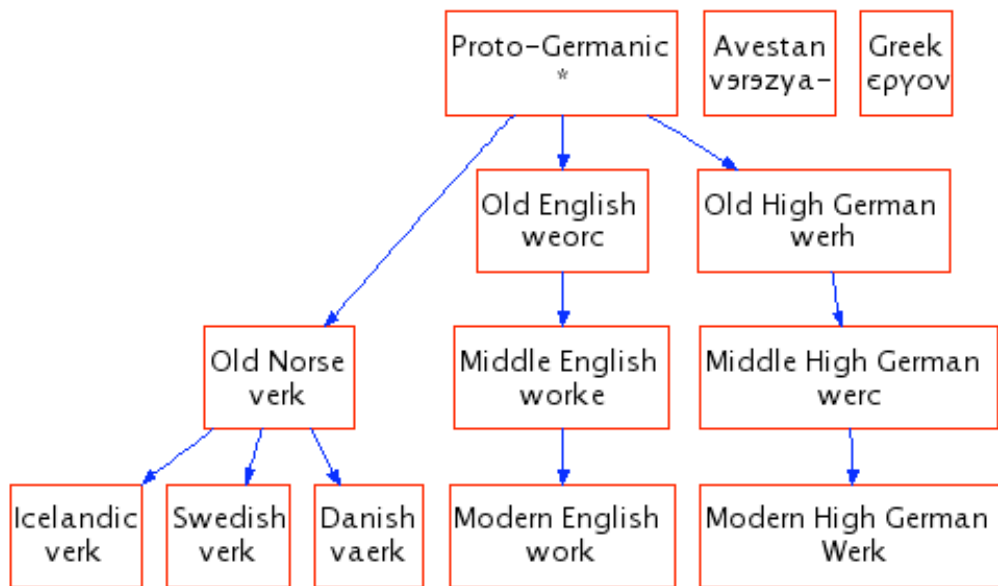 Proto-Germanic
*
Avestan
vɘrɘzya-
Greek
εργον
Old English
weorc
Old High German
werh
Old Norse
verk
Middle English
worke
Middle High German
werc
Icelandic
verk
Swedish
verk
Danish
vaerk
Modern English
work
Modern High German
Werk